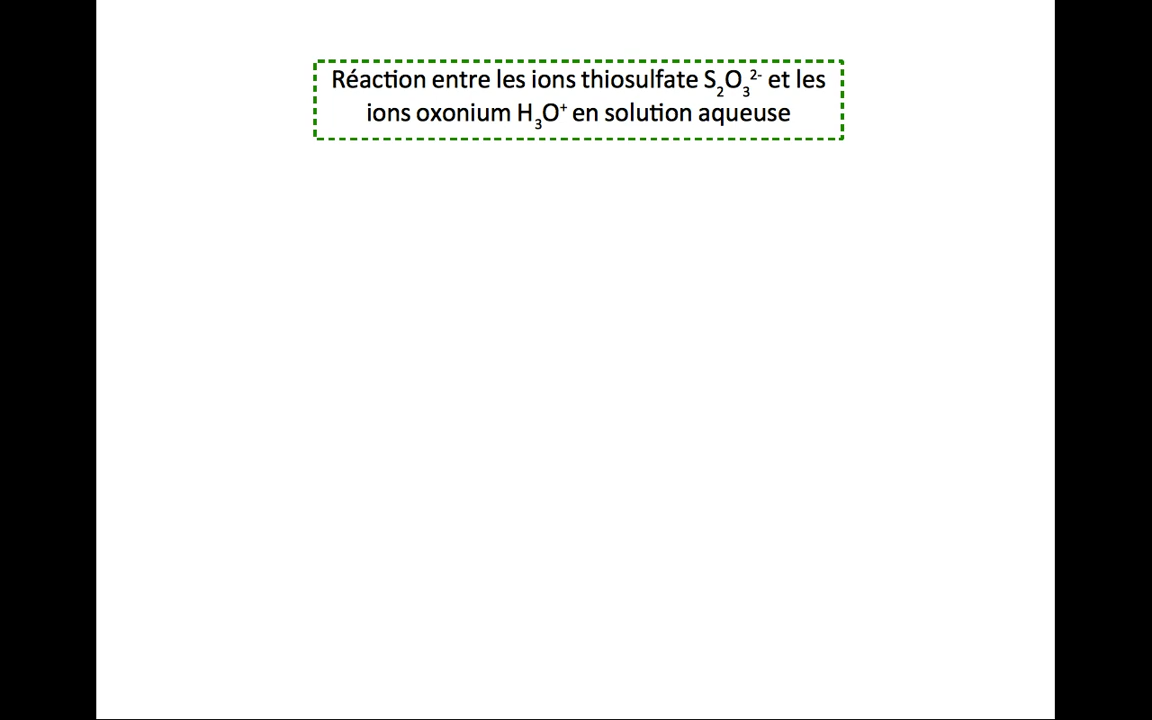 Réaction entre les ions thiosulfate S₂O₃²⁻ et les
ions oxonium H₃O⁺ en solution aqueuse